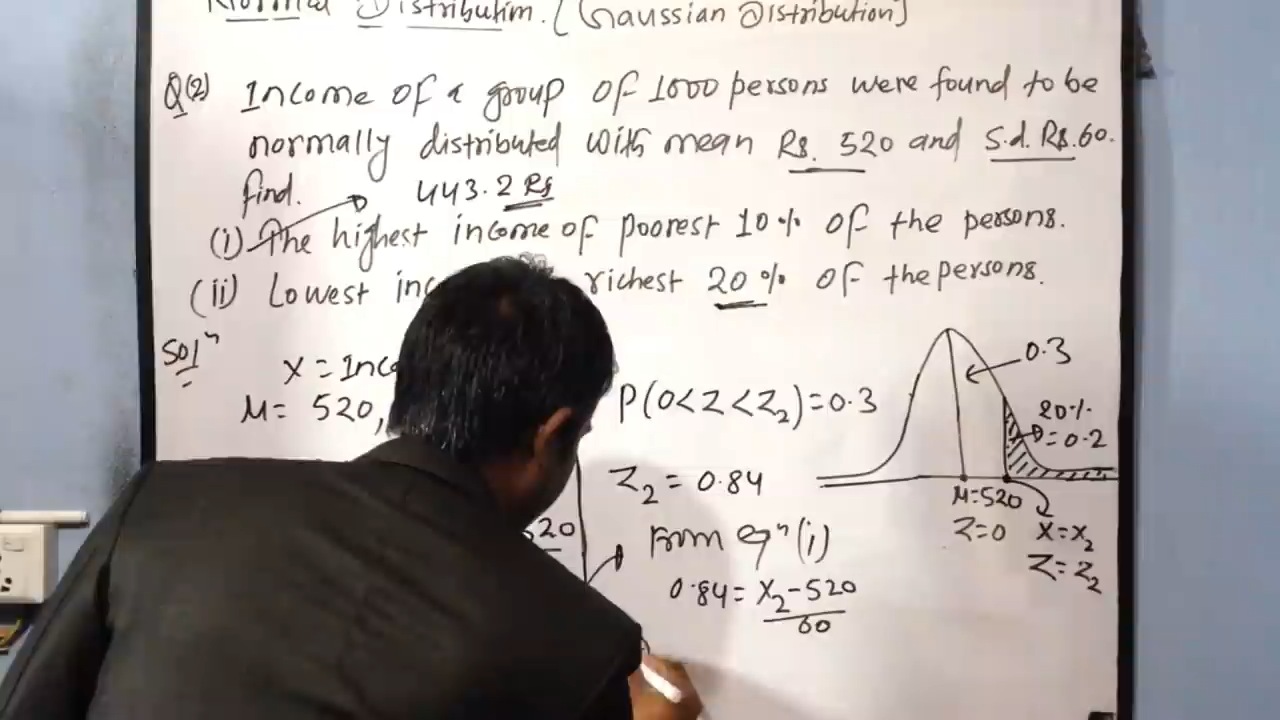 Normal Distribution. (Gaussian Distribution)
Q(2) Income of a group of 1000 persons were found to be
normally distributed with mean Rs. 520 and S.d. Rs. 60.
find.
443.2 Rs
(i) The highest income of poorest 10% of the persons.
(ii) Lowest inc richest 20% of the persons.
Solⁿ
X = Inco
μ = 520,
520
P(0<Z<Z₂) = 0.3
Z₂ = 0.84
From eqⁿ (i)
0.84 = X₂-520
60
0.3
20%
= 0.2
μ=520
Z=0
X=X₂
Z=Z₂